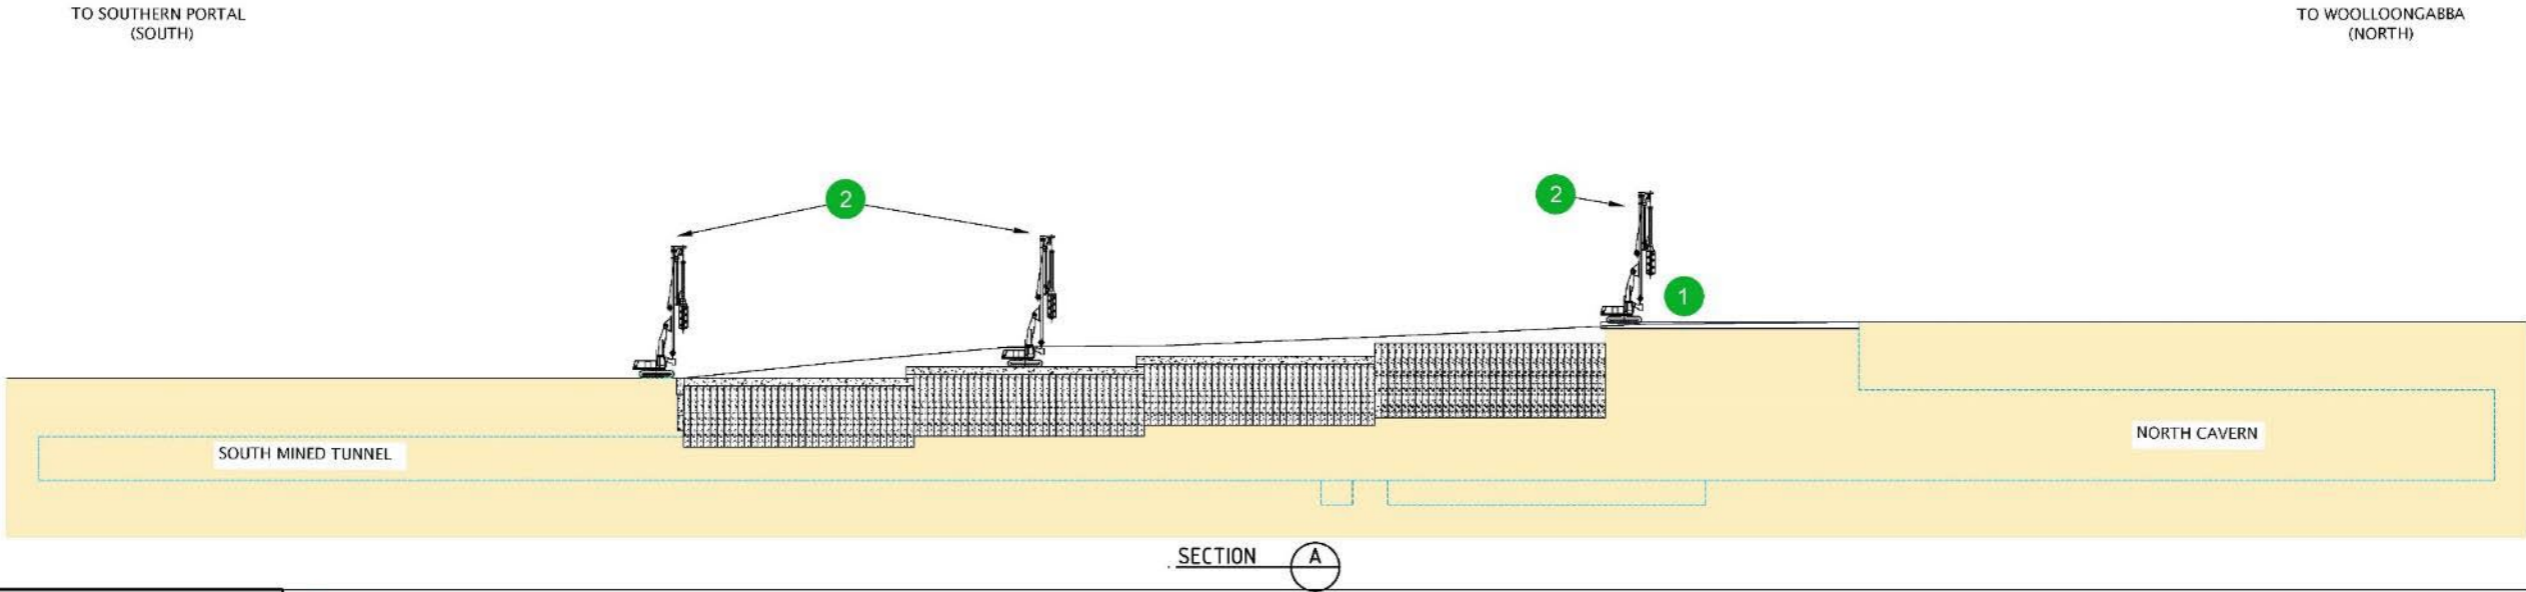 TO SOUTHERN PORTAL
(SOUTH)
TO WOOLLOONGABBA
(NORTH)
2
2
1
SOUTH MINED TUNNEL
NORTH CAVERN
SECTION A